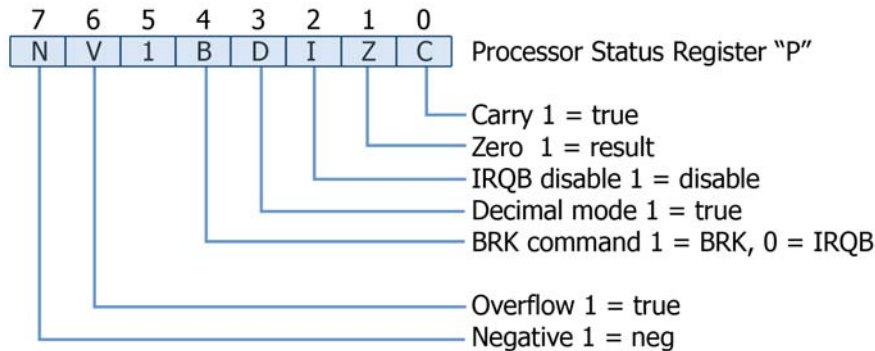 7 6 5 4 3 2 1 0
N V 1 B D I Z C Processor Status Register “P”
Carry 1 = true
Zero 1 = result
IRQB disable 1 = disable
Decimal mode 1 = true
BRK command 1 = BRK, 0 = IRQB
Overflow 1 = true
Negative 1 = neg